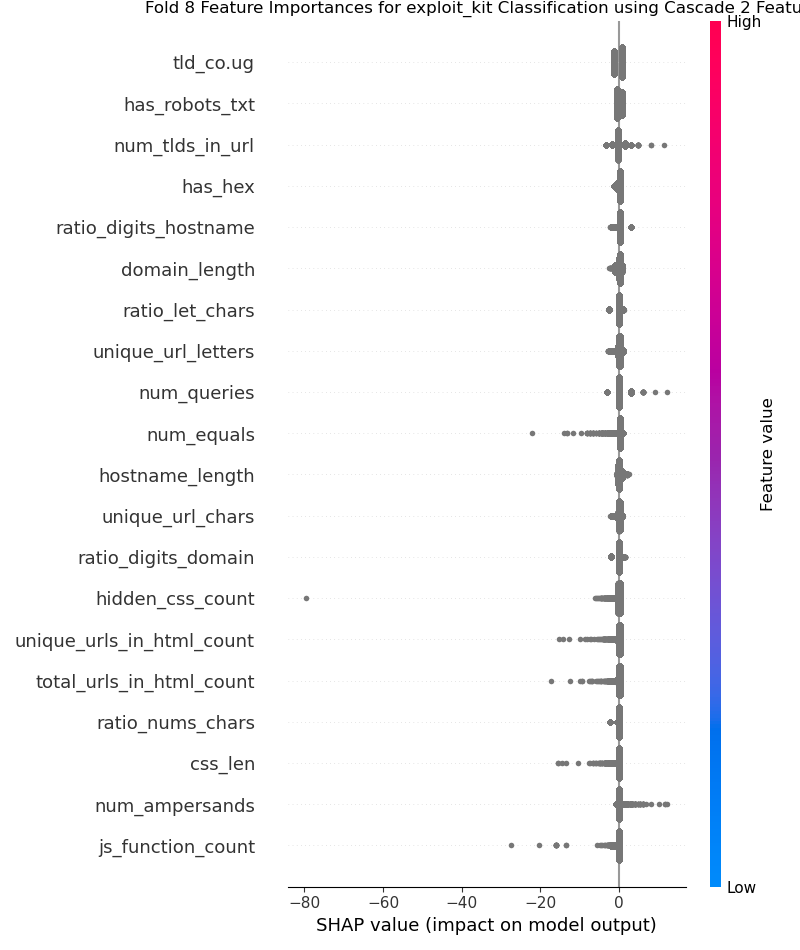 Fold 8 Feature Importances for exploit_kit Classification using Cascade 2 Featu
High
tld_co.ug
has_robots_txt
num_tlds_in_url
has_hex
ratio_digits_hostname
domain_length
ratio_let_chars
unique_url_letters
num_queries
num_equals
hostname_length
unique_url_chars
ratio_digits_domain
hidden_css_count
unique_urls_in_html_count
total_urls_in_html_count
ratio_nums_chars
css_len
num_ampersands
js_function_count
Feature value
Low
−80 −60 −40 −20 0
SHAP value (impact on model output)